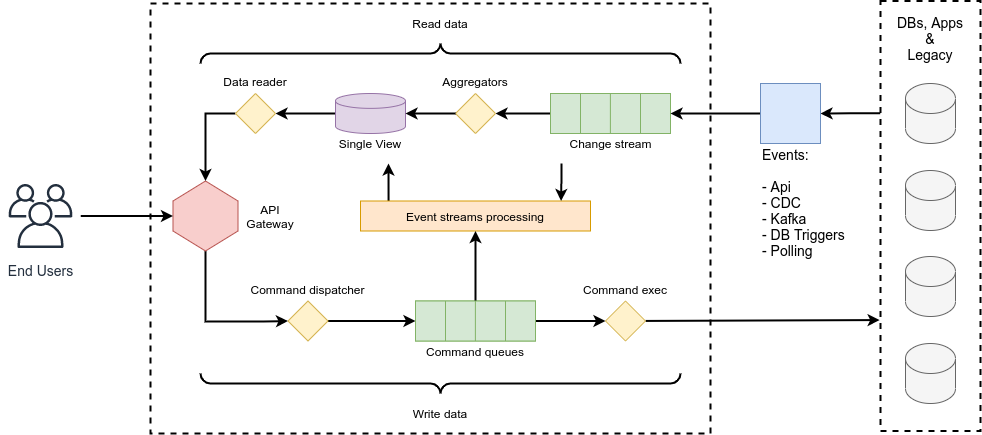 Read data
DBs, Apps
&
Legacy
Data reader
Aggregators
Single View
Change stream
Events:
- Api
- CDC
- Kafka
- DB Triggers
- Polling
API
Gateway
Event streams processing
End Users
Command dispatcher
Command exec
Command queues
Write data